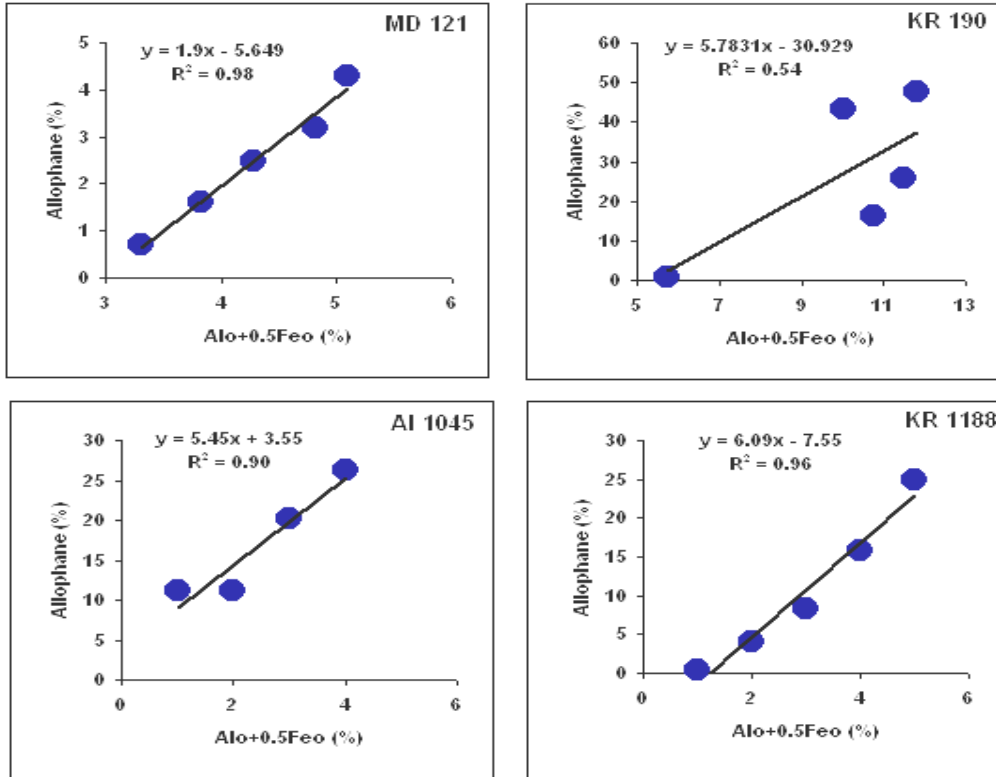 MD 121
y = 1.9x - 5.649
R² = 0.98
5
4
3
2
1
0
3 4 5 6
Allophane (%)
Alo+0.5Feo (%)
KR 190
y = 5.7831x - 30.929
R² = 0.54
60
50
40
30
20
10
0
5 7 9 11 13
Allophane (%)
Alo+0.5Feo (%)
AI 1045
y = 5.45x + 3.55
R² = 0.90
30
25
20
15
10
5
0
0 2 4 6
Allophane (%)
Alo+0.5Feo (%)
KR 1188
y = 6.09x - 7.55
R² = 0.96
30
25
20
15
10
5
0
0 2 4 6
Allophane (%)
Alo+0.5Feo (%)